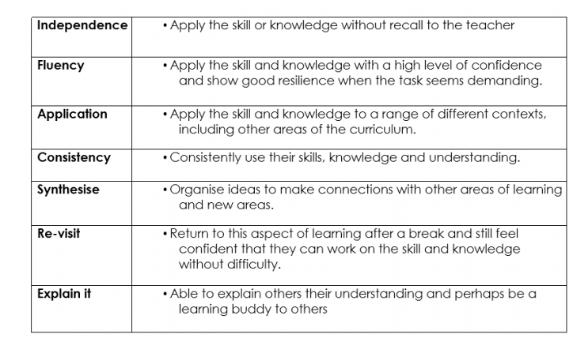 Independence • Apply the skill or knowledge without recall to the teacher
Fluency • Apply the skill and knowledge with a high level of confidence
and show good resilience when the task seems demanding.
Application • Apply the skill and knowledge to a range of different contexts,
including other areas of the curriculum.
Consistency • Consistently use their skills, knowledge and understanding.
Synthesise • Organise ideas to make connections with other areas of learning
and new areas.
Re-visit • Return to this aspect of learning after a break and still feel
confident that they can work on the skill and knowledge
without difficulty.
Explain it • Able to explain others their understanding and perhaps be a
learning buddy to others